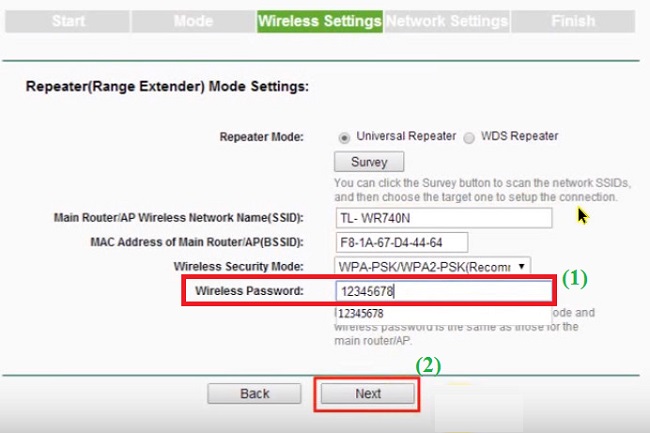 Start Mode Wireless Settings Network Settings Finish
Repeater(Range Extender) Mode Settings:
Repeater Mode: Universal Repeater WDS Repeater
Survey
You can click the Survey button to scan the network SSIDs,
and then choose the target one to setup the connection.
Main Router/AP Wireless Network Name(SSID): TL- WR740N
MAC Address of Main Router/AP(BSSID): F8-1A-67-D4-44-64
Wireless Security Mode: WPA-PSK/WPA2-PSK(Recomr
(1)
Wireless Password: 12345678
12345678 ode and
wireless password is the same as those for the
main router/AP.
(2)
Back Next